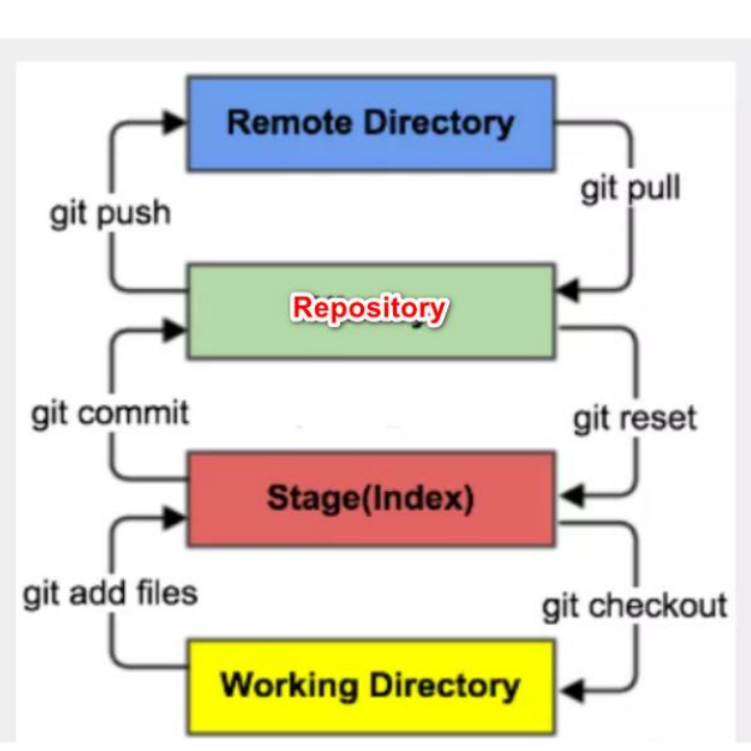 Remote Directory
git push
git pull
Repository
git commit
git reset
Stage(Index)
git add files
git checkout
Working Directory